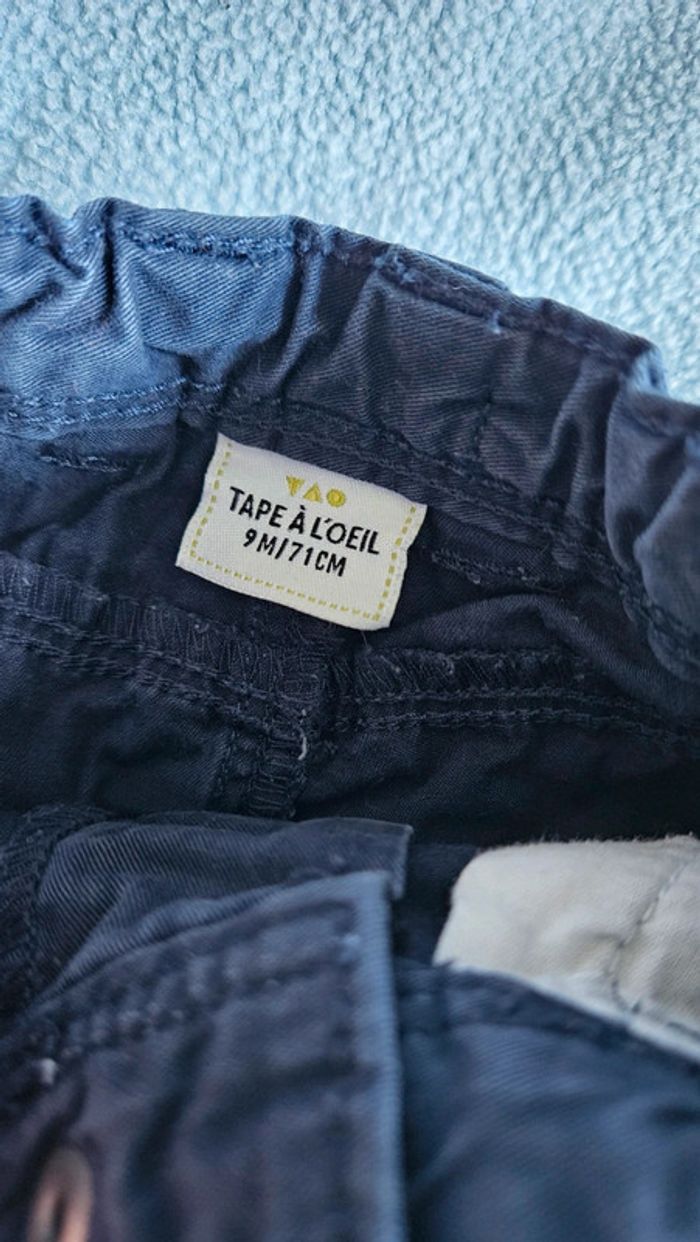 TAO
TAPE À L'OEIL
9M/71CM